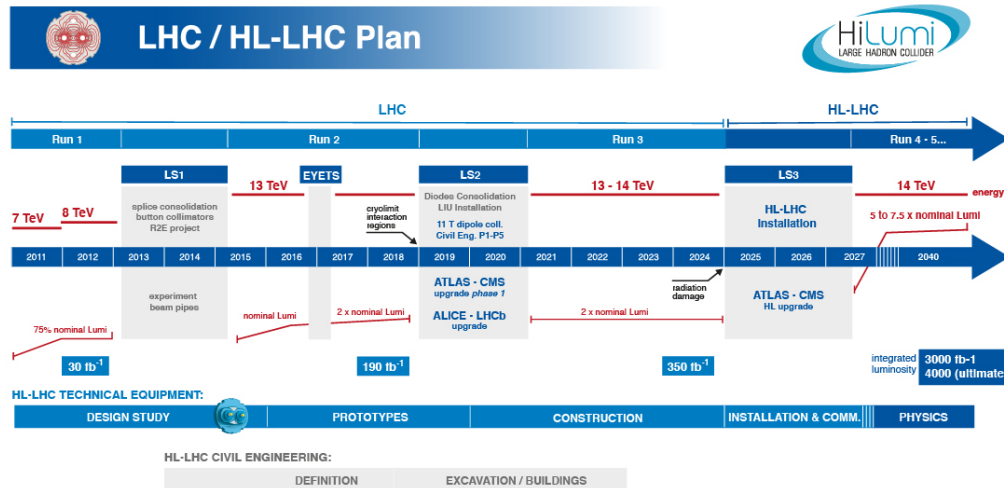 LHC / HL-LHC Plan
HiLumi
LARGE HADRON COLLIDER
LHC
HL-LHC
Run 1
Run 2
Run 3
Run 4 - 5...
LS1
EYETS
LS2
LS3
7 TeV
8 TeV
splice consolidation
button collimators
R2E project
13 TeV
cryolimit
interaction
regions
Diodes Consolidation
LIU Installation
11 T dipole coll.
Civil Eng. P1-P5
13 - 14 TeV
HL-LHC
Installation
14 TeV
energy
5 to 7.5 x nominal Lumi
2011 2012 2013 2014 2015 2016 2017 2018 2019 2020 2021 2022 2023 2024 2025 2026 2027 2040
75% nominal Lumi
experiment
beam pipes
nominal Lumi
2 x nominal Lumi
ATLAS - CMS
upgrade phase 1
ALICE - LHCb
upgrade
2 x nominal Lumi
radiation
damage
ATLAS - CMS
HL upgrade
30 fb-1
190 fb-1
350 fb-1
integrated
luminosity
3000 fb-1
4000 (ultimate
HL-LHC TECHNICAL EQUIPMENT:
DESIGN STUDY
PROTOTYPES
CONSTRUCTION
INSTALLATION & COMM.
PHYSICS
HL-LHC CIVIL ENGINEERING:
DEFINITION
EXCAVATION / BUILDINGS